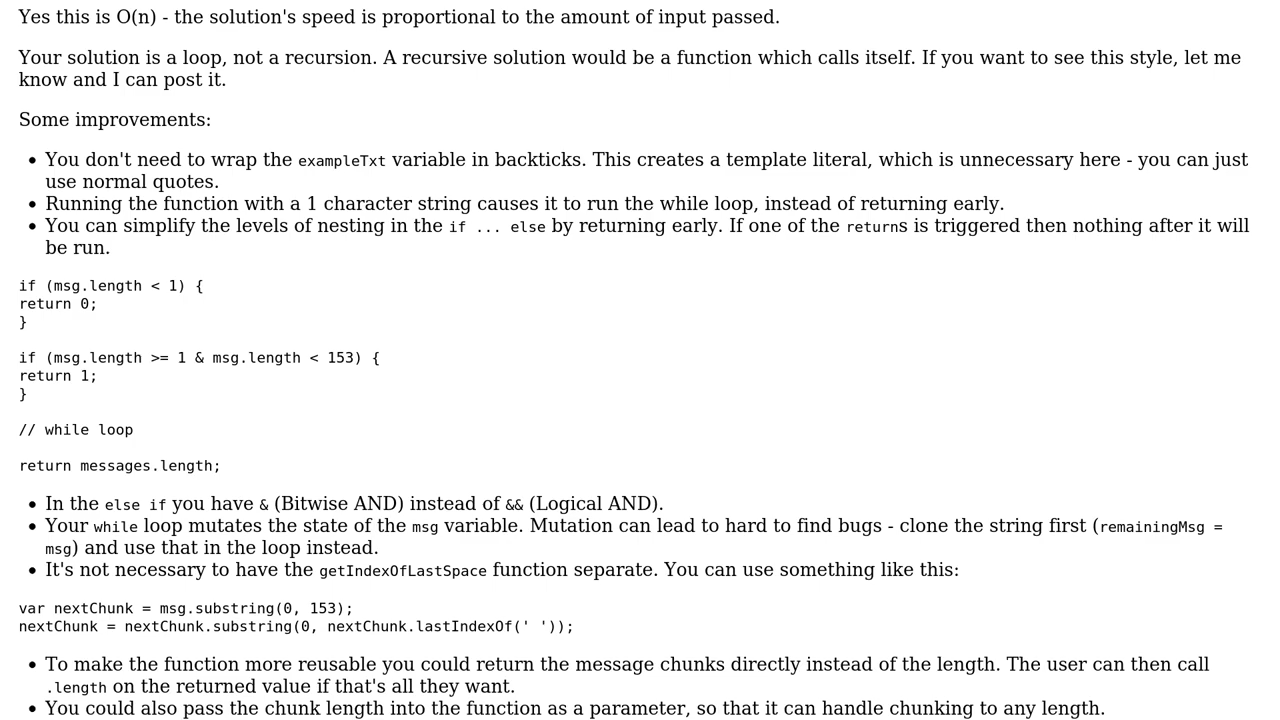 Yes this is O(n) - the solution's speed is proportional to the amount of input passed.
Your solution is a loop, not a recursion. A recursive solution would be a function which calls itself. If you want to see this style, let me
know and I can post it.
Some improvements:
• You don't need to wrap the exampleTxt variable in backticks. This creates a template literal, which is unnecessary here - you can just
use normal quotes.
• Running the function with a 1 character string causes it to run the while loop, instead of returning early.
• You can simplify the levels of nesting in the if ... else by returning early. If one of the returns is triggered then nothing after it will
be run.
if (msg.length < 1) {
return 0;
}
if (msg.length >= 1 & msg.length < 153) {
return 1;
}
// while loop
return messages.length;
• In the else if you have & (Bitwise AND) instead of && (Logical AND).
• Your while loop mutates the state of the msg variable. Mutation can lead to hard to find bugs - clone the string first (remainingMsg =
msg) and use that in the loop instead.
• It's not necessary to have the getIndexOfLastSpace function separate. You can use something like this:
var nextChunk = msg.substring(0, 153);
nextChunk = nextChunk.substring(0, nextChunk.lastIndexOf(' '));
• To make the function more reusable you could return the message chunks directly instead of the length. The user can then call
.length on the returned value if that's all they want.
• You could also pass the chunk length into the function as a parameter, so that it can handle chunking to any length.